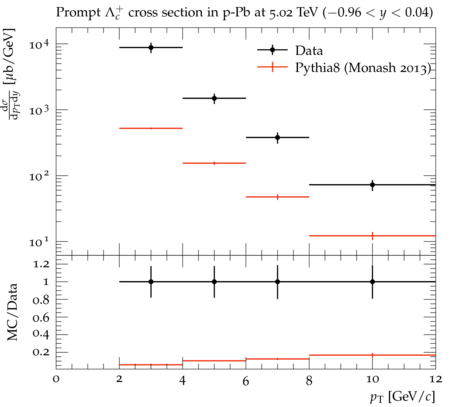 Prompt Λc+ cross section in p-Pb at 5.02 TeV (−0.96 < y < 0.04)
dσ/dpTdy [μb/GeV]
10^4
Data
Pythia8 (Monash 2013)
10^3
10^2
10^1
MC/Data
1.2
1
0.8
0.6
0.4
0.2
0 2 4 6 8 10 12
pT [GeV/c]